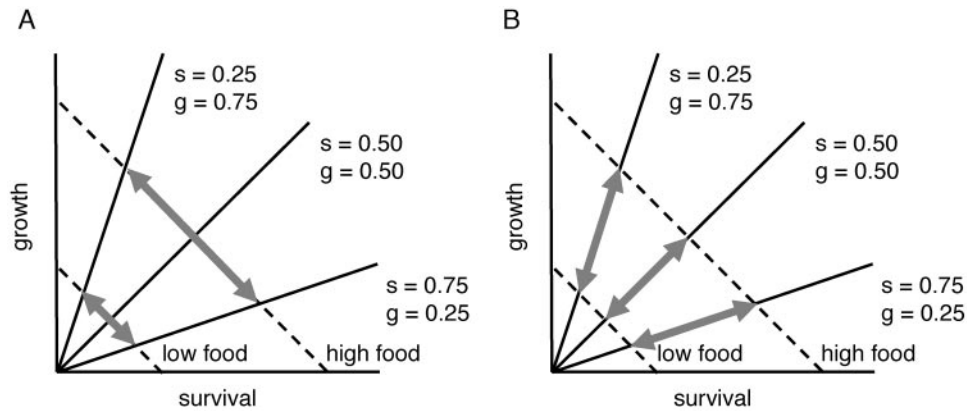 A
growth
s = 0.25
g = 0.75
s = 0.50
g = 0.50
s = 0.75
g = 0.25
low food
high food
survival
B
growth
s = 0.25
g = 0.75
s = 0.50
g = 0.50
s = 0.75
g = 0.25
low food
high food
survival